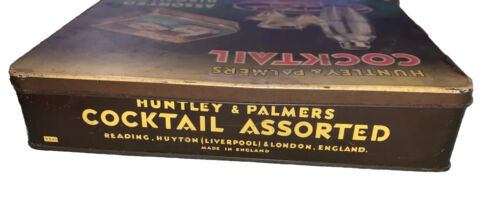 HUNTLEY & PALMERS
COCKTAIL
HUNTLEY & PALMERS
COCKTAIL ASSORTED
READING, HUYTON (LIVERPOOL) & LONDON, ENGLAND.
MADE IN ENGLAND